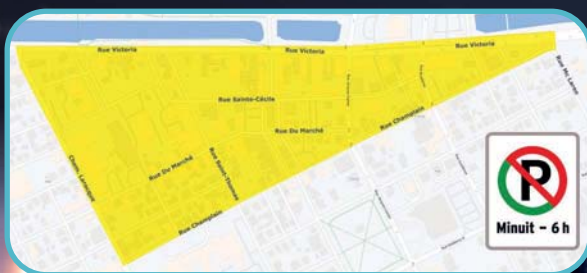 Rue Victoria
Rue Victoria
Rue Victoria
Rue Mc Laren
Rue Sainte-Cécile
Rue Champlain
Rue Du Marché
Chem. Larocque
Rue Du Marché
Rue Saint-Thomas
Rue Champlain
P
Minuit – 6 h